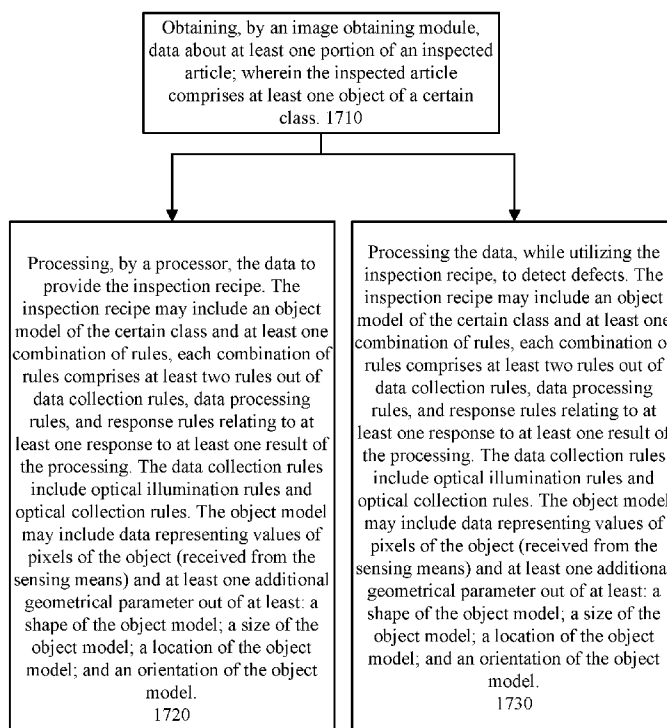 Obtaining, by an image obtaining module,
data about at least one portion of an inspected
article; wherein the inspected article
comprises at least one object of a certain
class. 1710
Processing, by a processor, the data to
provide the inspection recipe. The
inspection recipe may include an object
model of the certain class and at least one
combination of rules, each combination of
rules comprises at least two rules out of
data collection rules, data processing
rules, and response rules relating to at
least one response to at least one result of
the processing. The data collection rules
include optical illumination rules and
optical collection rules. The object model
may include data representing values of
pixels of the object (received from the
sensing means) and at least one additional
geometrical parameter out of at least: a
shape of the object model; a size of the
object model; a location of the object
model; and an orientation of the object
model.
1720
Processing the data, while utilizing the
inspection recipe, to detect defects. The
inspection recipe may include an object
model of the certain class and at least one
combination of rules, each combination of
rules comprises at least two rules out of
data collection rules, data processing
rules, and response rules relating to at
least one response to at least one result of
the processing. The data collection rules
include optical illumination rules and
optical collection rules. The object model
may include data representing values of
pixels of the object (received from the
sensing means) and at least one additional
geometrical parameter out of at least: a
shape of the object model; a size of the
object model; a location of the object
model; and an orientation of the object
model.
1730